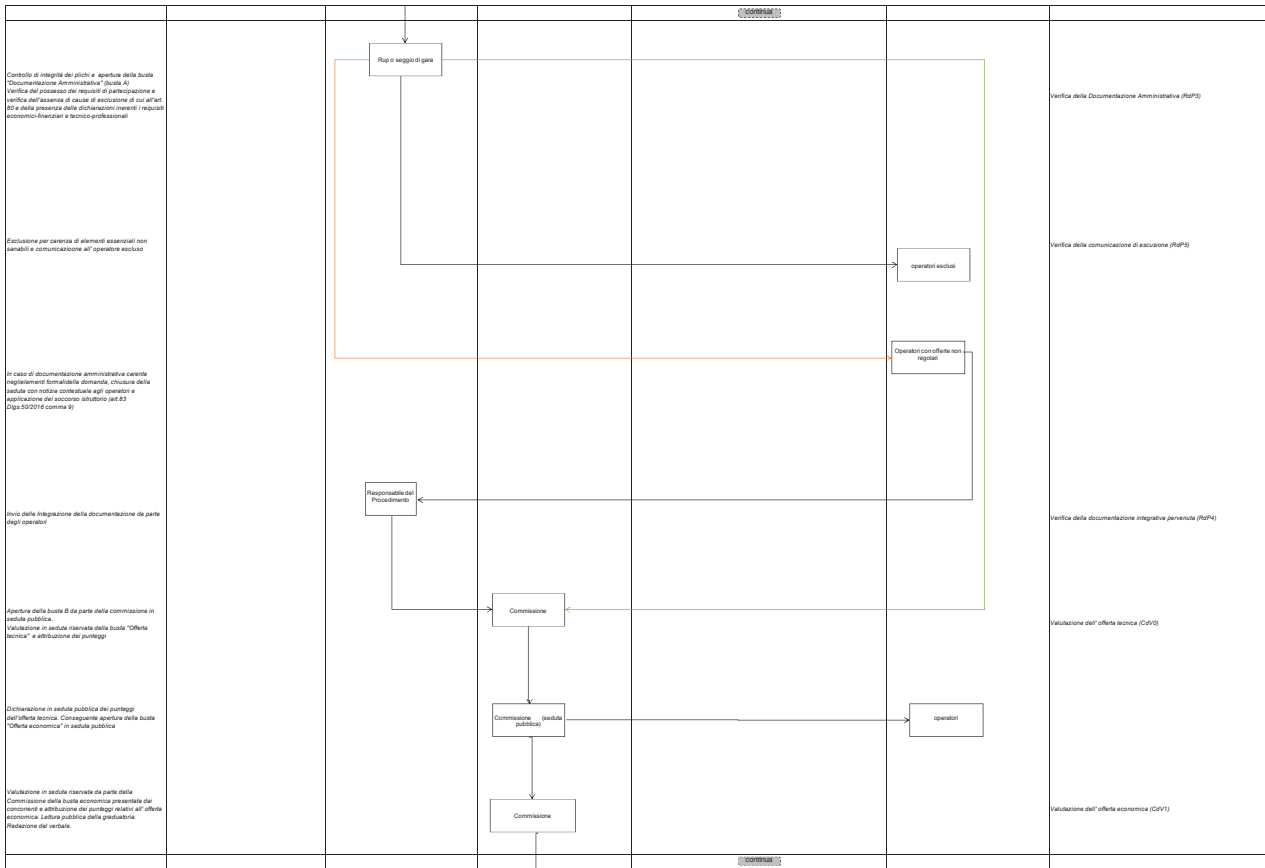 continua
Rup o seggio di gara
Controllo di integrità dei plichi e apertura della busta
"Documentazione Amministrativa" (busta A)
Verifica del possesso dei requisiti di partecipazione e
verifica dell'assenza di cause di esclusione di cui all'art.
80 e della presenza delle dichiarazioni inerenti i requisiti
economici-finanziari e tecnico-professionali
Verifica della Documentazione Amministrativa (RdP3)
Esclusione per carenza di elementi essenziali non
sanabili e comunicazioone all' operatore escluso
Verifica della comunicazione di escusione (RdP5)
operatori esclusi
Operatori con offerte non
regolari
In caso di documentazione amministrativa carente
neglielementi formalidella domanda, chiusura della
seduta con notizia contestuale agli operatori e
applicazione del soccorso istruttorio (art.83
Dlgs.50/2016 comma 9)
Responsabile del
Procedimento
Invio delle Integrazione della documentazione da parte
degli operatori
Verifica della documentazione integrativa pervenuta (RdP4)
Apertura della busta B da parte della commissione in
seduta pubblica.
Valutazione in seduta riservata della busta "Offerta
tecnica" e attribuzione dei punteggi
Commissione
Valutazione dell' offerta tecnica (CdV0)
Dichiarazione in seduta pubblica dei punteggi
dell'offerta tecnica. Conseguente apertura della busta
"Offerta economica" in seduta pubblica
Commissione (seduta
pubblica)
operatori
Valutazione in seduta riservata da parte della
Commissione della busta economica presentata dai
concorrenti e attribuzione dei punteggi relativi all' offerta
economica. Lettura pubblica della graduatoria.
Redazione del verbale.
Commissione
Valutazione dell' offerta economica (CdV1)
continua